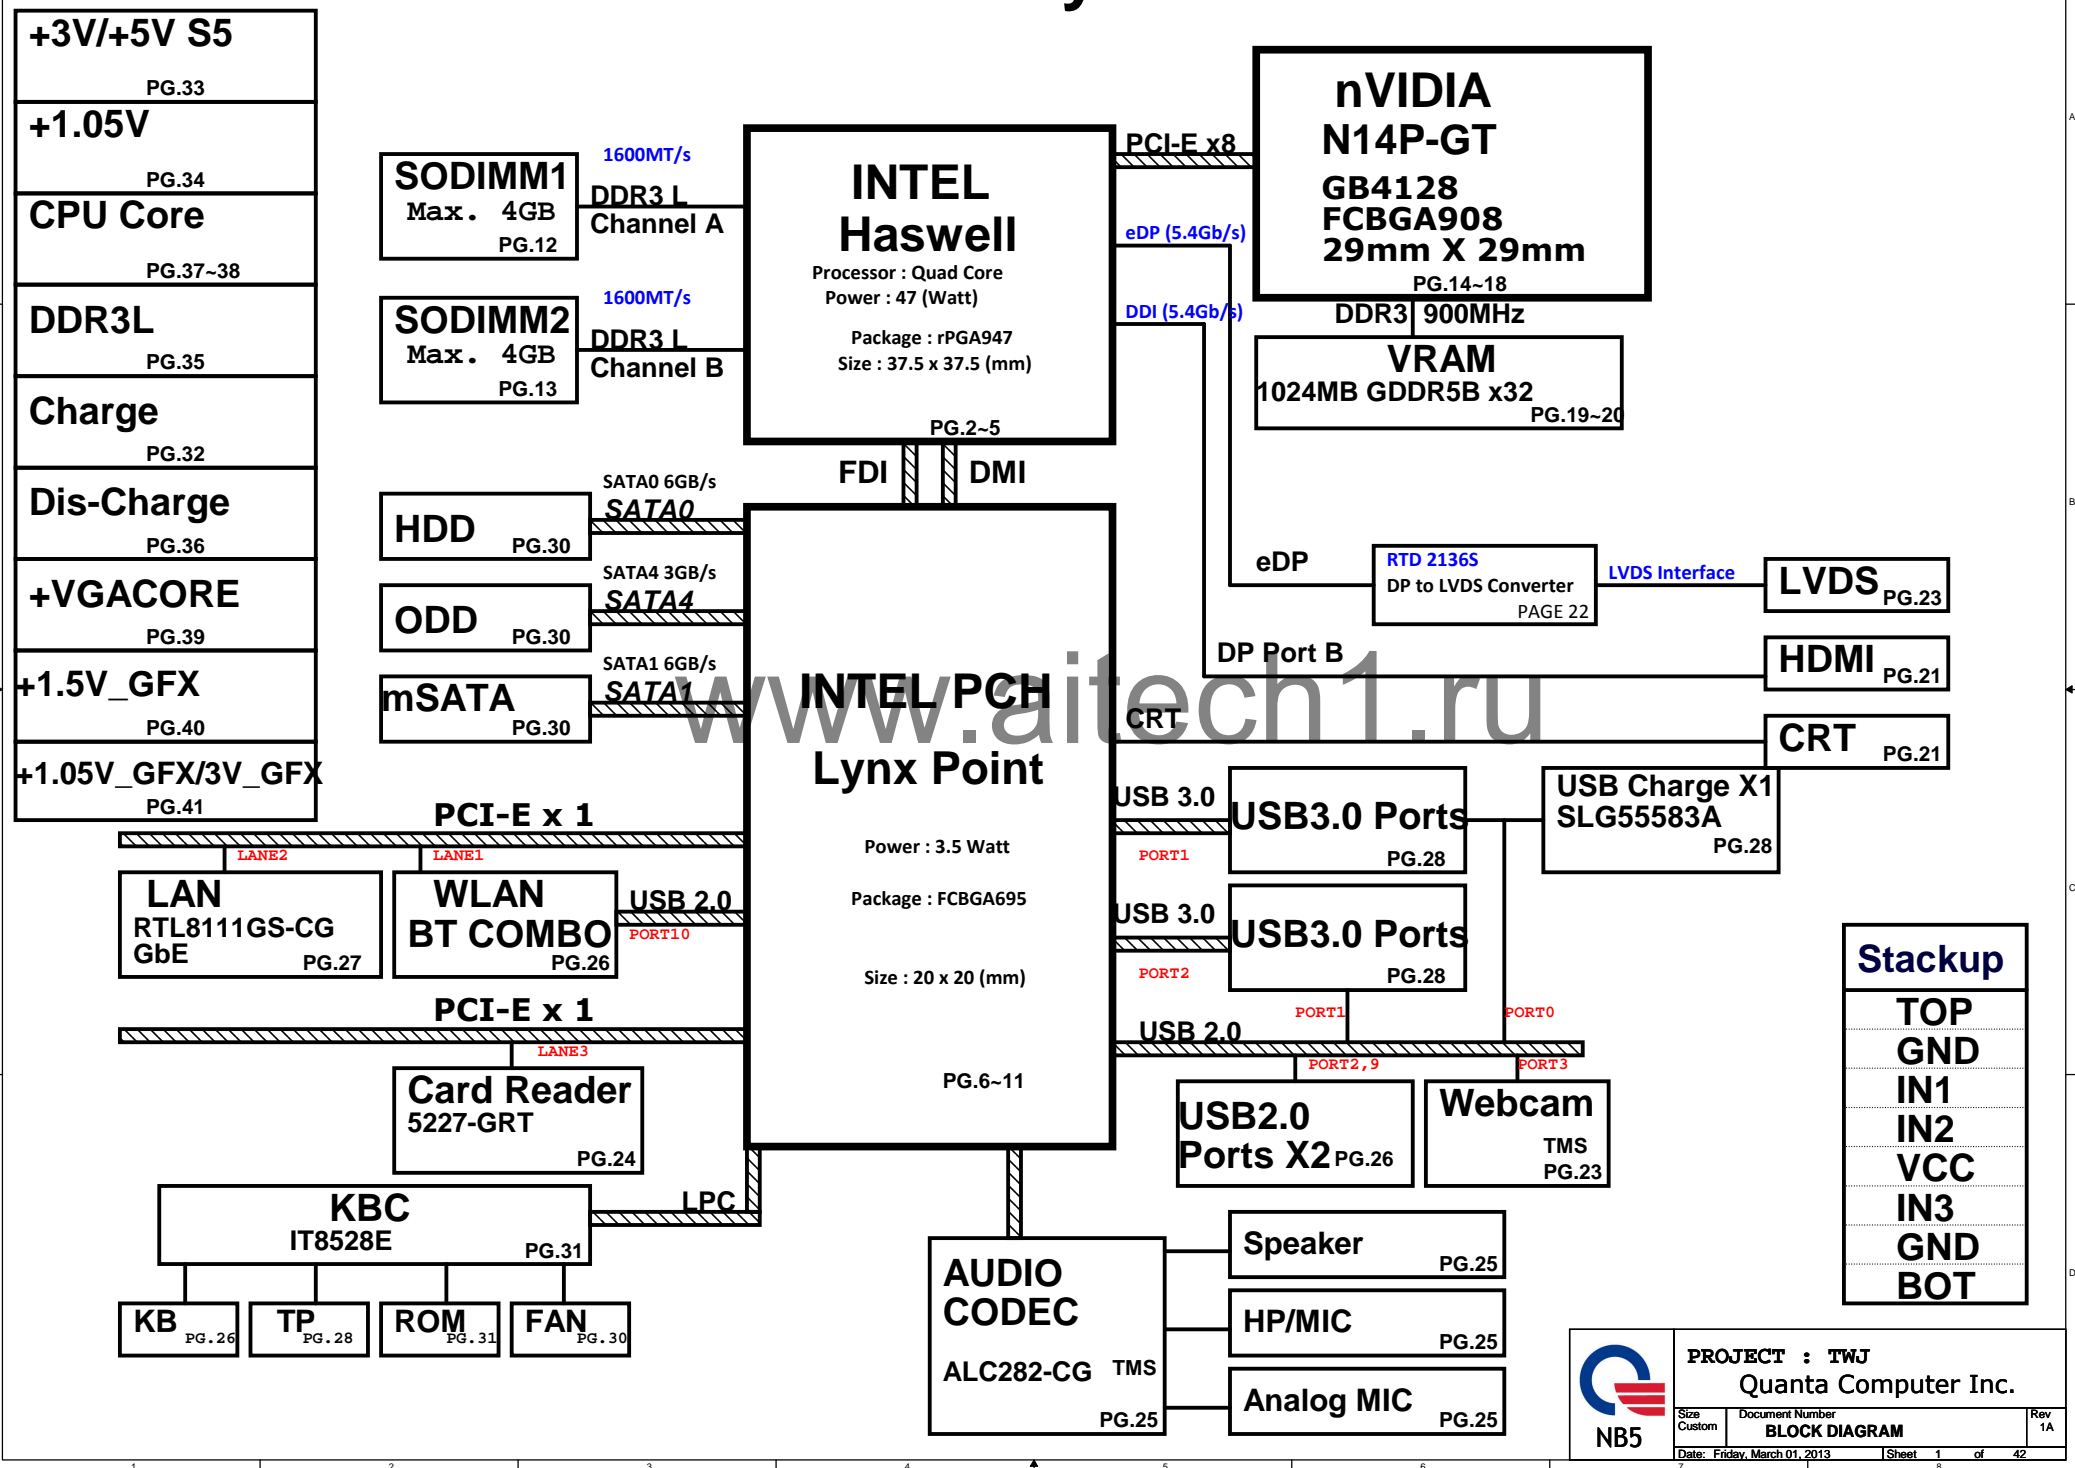 +3V/+5V S5
PG.33
+1.05V
PG.34
CPU Core
PG.37~38
DDR3L
PG.35
Charge
PG.32
Dis-Charge
PG.36
+VGACORE
PG.39
+1.5V_GFX
PG.40
+1.05V_GFX/3V_GFX
PG.41
SODIMM1
Max. 4GB
PG.12
1600MT/s
DDR3 L
Channel A
SODIMM2
Max. 4GB
PG.13
1600MT/s
DDR3 L
Channel B
INTEL
Haswell
Processor : Quad Core
Power : 47 (Watt)
Package : rPGA947
Size : 37.5 x 37.5 (mm)
PG.2~5
PCI-E x8
eDP (5.4Gb/s)
DDI (5.4Gb/s)
nVIDIA
N14P-GT
GB4128
FCBGA908
29mm X 29mm
PG.14~18
DDR3 900MHz
VRAM
1024MB GDDR5B x32
PG.19~20
FDI
DMI
HDD
PG.30
SATA0 6GB/s
SATA0
ODD
PG.30
SATA4 3GB/s
SATA4
mSATA
PG.30
SATA1 6GB/s
SATA1
INTEL PCH
Lynx Point
Power : 3.5 Watt
Package : FCBGA695
Size : 20 x 20 (mm)
PG.6~11
eDP
RTD 2136S
DP to LVDS Converter
PAGE 22
LVDS Interface
LVDS
PG.23
DP Port B
HDMI
PG.21
CRT
CRT
PG.21
www.aitech1.ru
USB 3.0
PORT1
USB3.0 Ports
PG.28
USB Charge X1
SLG55583A
PG.28
USB 3.0
PORT2
USB3.0 Ports
PG.28
PORT1
PORT0
USB 2.0
PORT2,9
PORT3
USB2.0
Ports X2
PG.26
Webcam
TMS
PG.23
PCI-E x 1
LANE2
LANE1
LAN
RTL8111GS-CG
GbE
PG.27
WLAN
BT COMBO
PG.26
USB 2.0
PORT10
PCI-E x 1
LANE3
Card Reader
5227-GRT
PG.24
KBC
IT8528E
PG.31
LPC
KB
PG.26
TP
PG.28
ROM
PG.31
FAN
PG.30
AUDIO
CODEC
ALC282-CG
TMS
PG.25
Speaker
PG.25
HP/MIC
PG.25
Analog MIC
PG.25
Stackup
TOP
GND
IN1
IN2
VCC
IN3
GND
BOT
NB5
PROJECT : TWJ
Quanta Computer Inc.
Size
Custom
Document Number
BLOCK DIAGRAM
Rev
1A
Date: Friday, March 01, 2013
Sheet 1 of 42
A
B
C
D
1 2 3 4 5 6 7 8